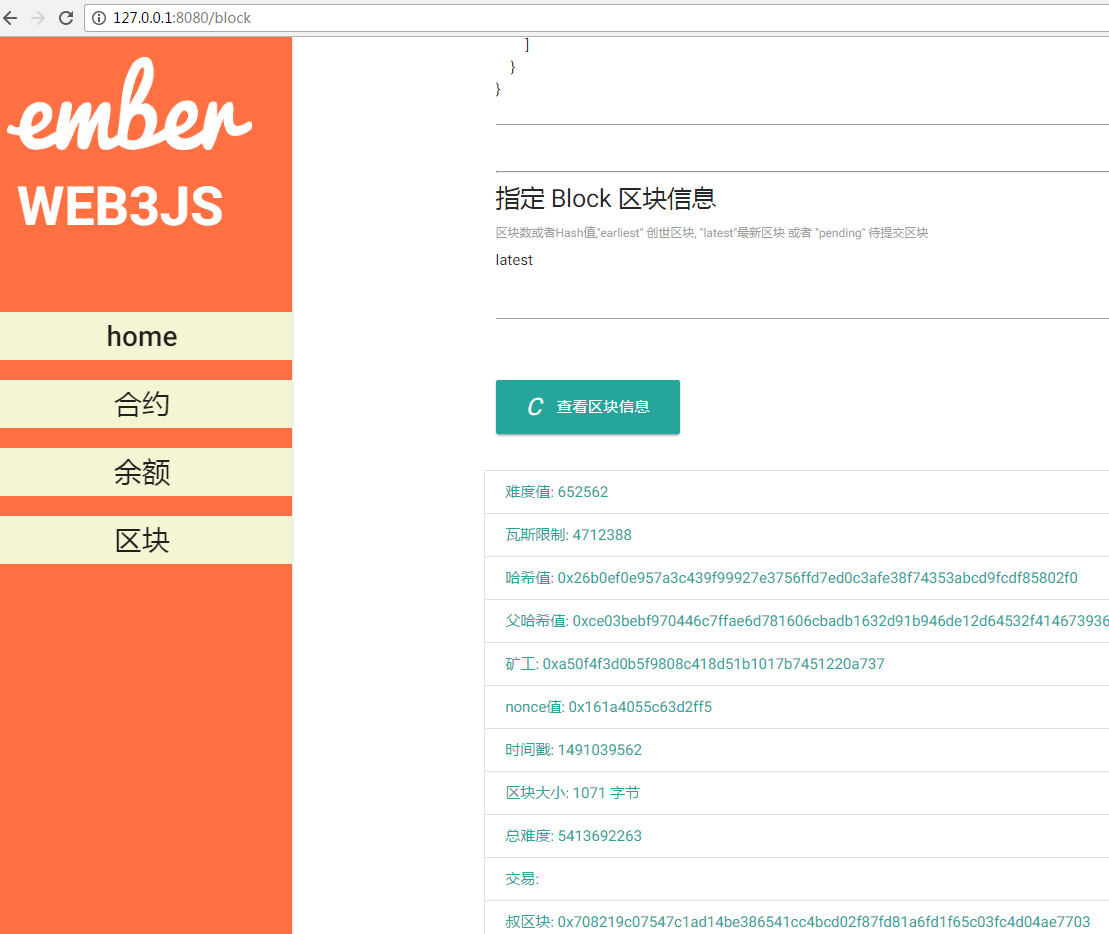 127.0.0.1:8080/block
ember
WEB3JS
home
合约
余额
区块
]
}
}
指定 Block 区块信息
区块数或者Hash值,"earliest" 创世区块, "latest"最新区块 或者 "pending" 待提交区块
latest
C 查看区块信息
难度值: 652562
瓦斯限制: 4712388
哈希值: 0x26b0ef0e957a3c439f99927e3756ffd7ed0c3afe38f74353abcd9fcdf85802f0
父哈希值: 0xce03bebf970446c7ffae6d781606cbadb1632d91b946de12d64532f414673936
矿工: 0xa50f4f3d0b5f9808c418d51b1017b7451220a737
nonce值: 0x161a4055c63d2ff5
时间戳: 1491039562
区块大小: 1071 字节
总难度: 5413692263
交易:
叔区块: 0x708219c07547c1ad14be386541cc4bcd02f87fd81a6fd1f65c03fc4d04ae7703